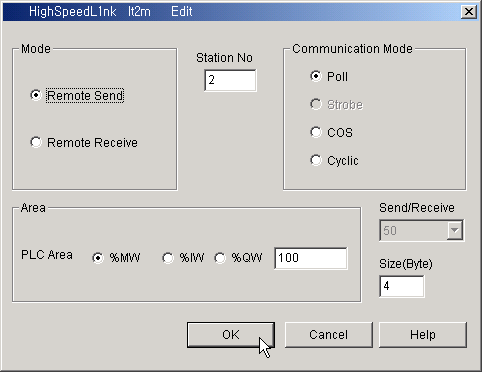 HighSpeedL1nk lt2m Edit
Mode
Remote Send
Remote Receive
Station No
2
Communication Mode
Poll
Strobe
COS
Cyclic
Area
PLC Area
%MW
%IW
%QW
100
Send/Receive
50
Size(Byte)
4
OK
Cancel
Help